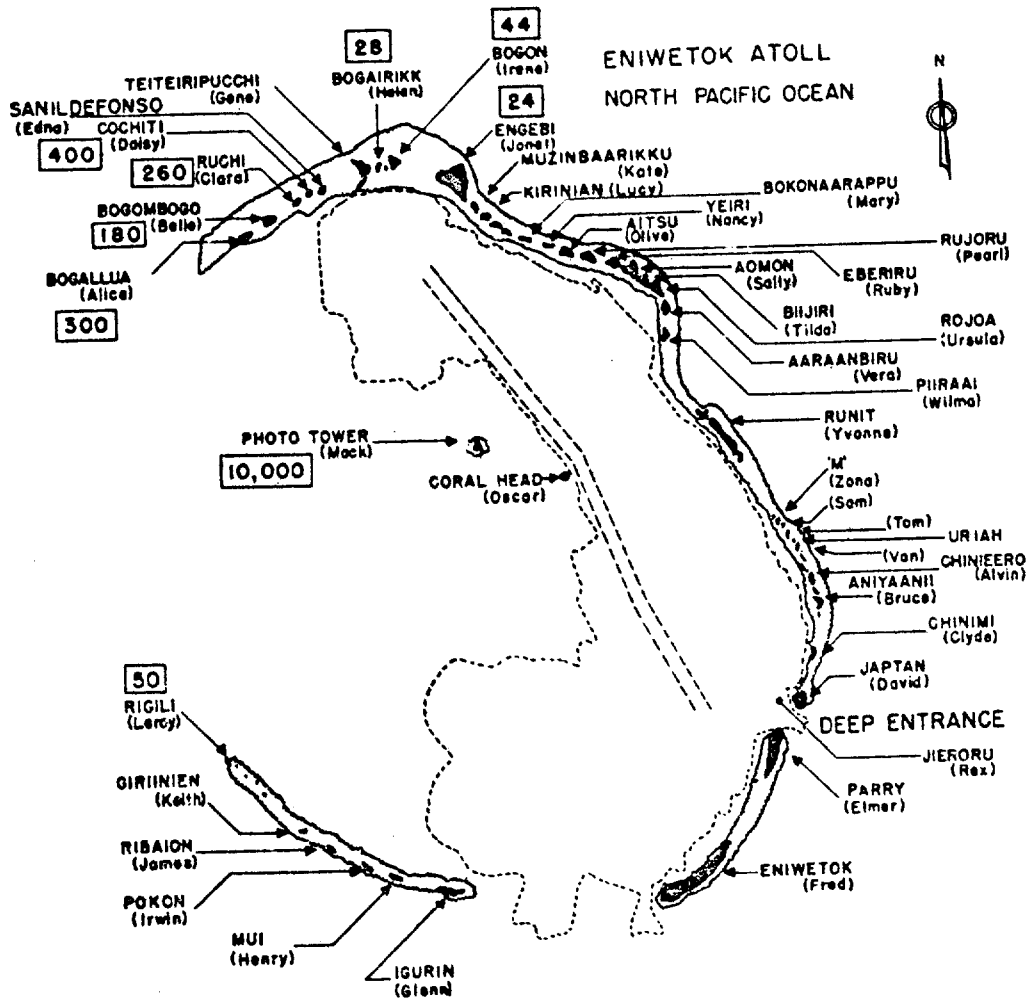 ENIWETOK ATOLL
NORTH PACIFIC OCEAN
N
44
BOGON
(Irene)
28
BOGAIRIKK
(Helen)
TEITEIRIPUCCHI
(Gene)
SANILDEFONSO
(Edna)
400
COCHITI
(Daisy)
260
RUCHI
(Clara)
BOGOMBOGO
(Belle)
180
BOGALLUA
(Alice)
300
24
ENGEBI
(Janet)
MUZINBAARIKKU
(Kate)
KIRINIAN (Lucy)
BOKONAARAPPU
(Mary)
YEIRI
(Nancy)
AITSU
(Olive)
RUJORU
(Pearl)
EBERIRU
(Ruby)
AOMON
(Sally)
BIIJIRI
(Tilda)
ROJOA
(Ursula)
AARAANBIRU
(Vera)
PIIRAAI
(Wilma)
RUNIT
(Yvonne)
PHOTO TOWER
(Mack)
10,000
CORAL HEAD
(Oscar)
'M'
(Zona)
(Sam)
(Tom)
URIAH
(Van)
CHINIEERO
(Alvin)
ANIYAANII
(Bruce)
CHINIMI
(Clyde)
JAPTAN
(David)
DEEP ENTRANCE
JIERORU
(Rex)
PARRY
(Elmer)
ENIWETOK
(Fred)
50
RIGILI
(Leroy)
GIRIINIEN
(Keith)
RIBAION
(James)
POKON
(Irwin)
MUI
(Henry)
IGURIN
(Glenn)